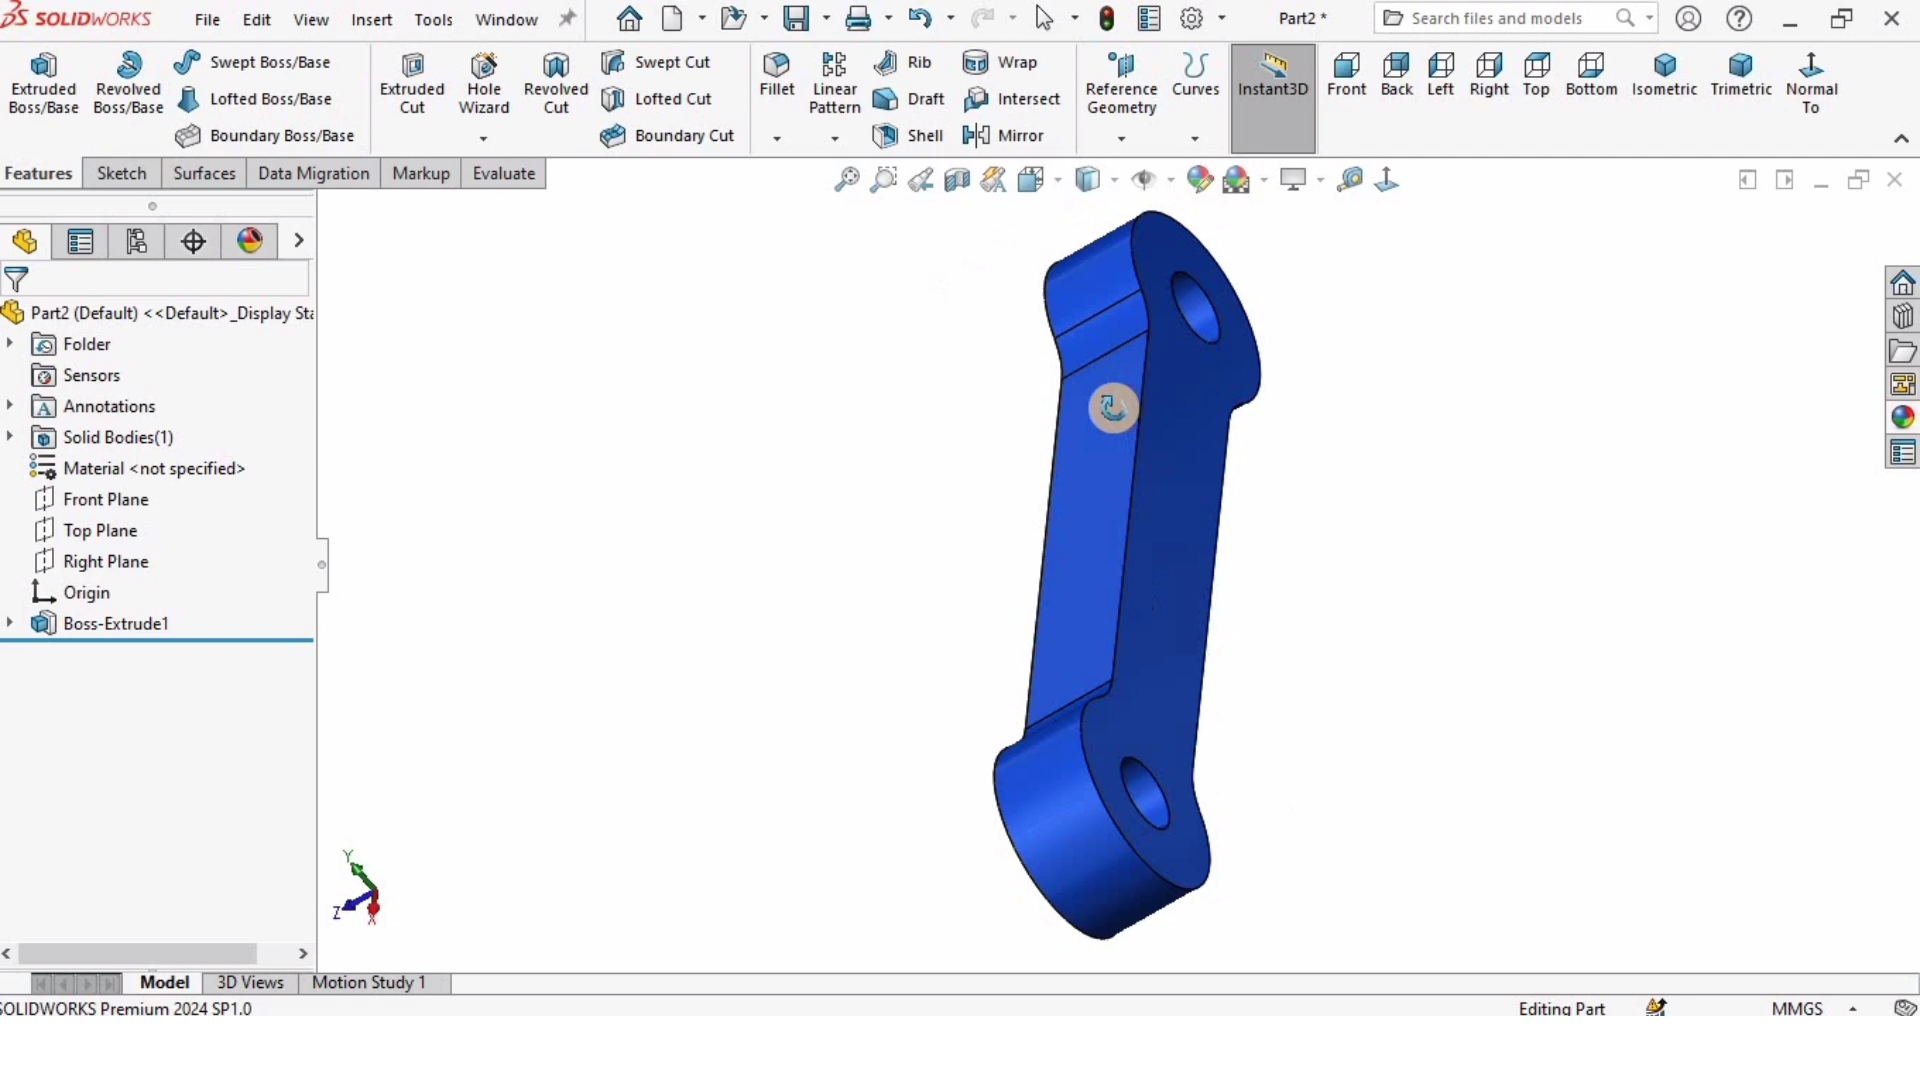 SOLIDWORKS File Edit View Insert Tools Window Part2 * Search files and models
Extruded Boss/Base
Revolved Boss/Base
Swept Boss/Base
Lofted Boss/Base
Boundary Boss/Base
Extruded Cut
Hole Wizard
Revolved Cut
Swept Cut
Lofted Cut
Boundary Cut
Fillet
Linear Pattern
Rib
Draft
Shell
Wrap
Intersect
Mirror
Reference Geometry
Curves
Instant3D
Front
Back
Left
Right
Top
Bottom
Isometric
Trimetric
Normal To
Features Sketch Surfaces Data Migration Markup Evaluate
Part2 (Default) <<Default>_Display Sta
Folder
Sensors
Annotations
Solid Bodies(1)
Material <not specified>
Front Plane
Top Plane
Right Plane
Origin
Boss-Extrude1
Y
Z
X
Model 3D Views Motion Study 1
SOLIDWORKS Premium 2024 SP1.0 Editing Part MMGS